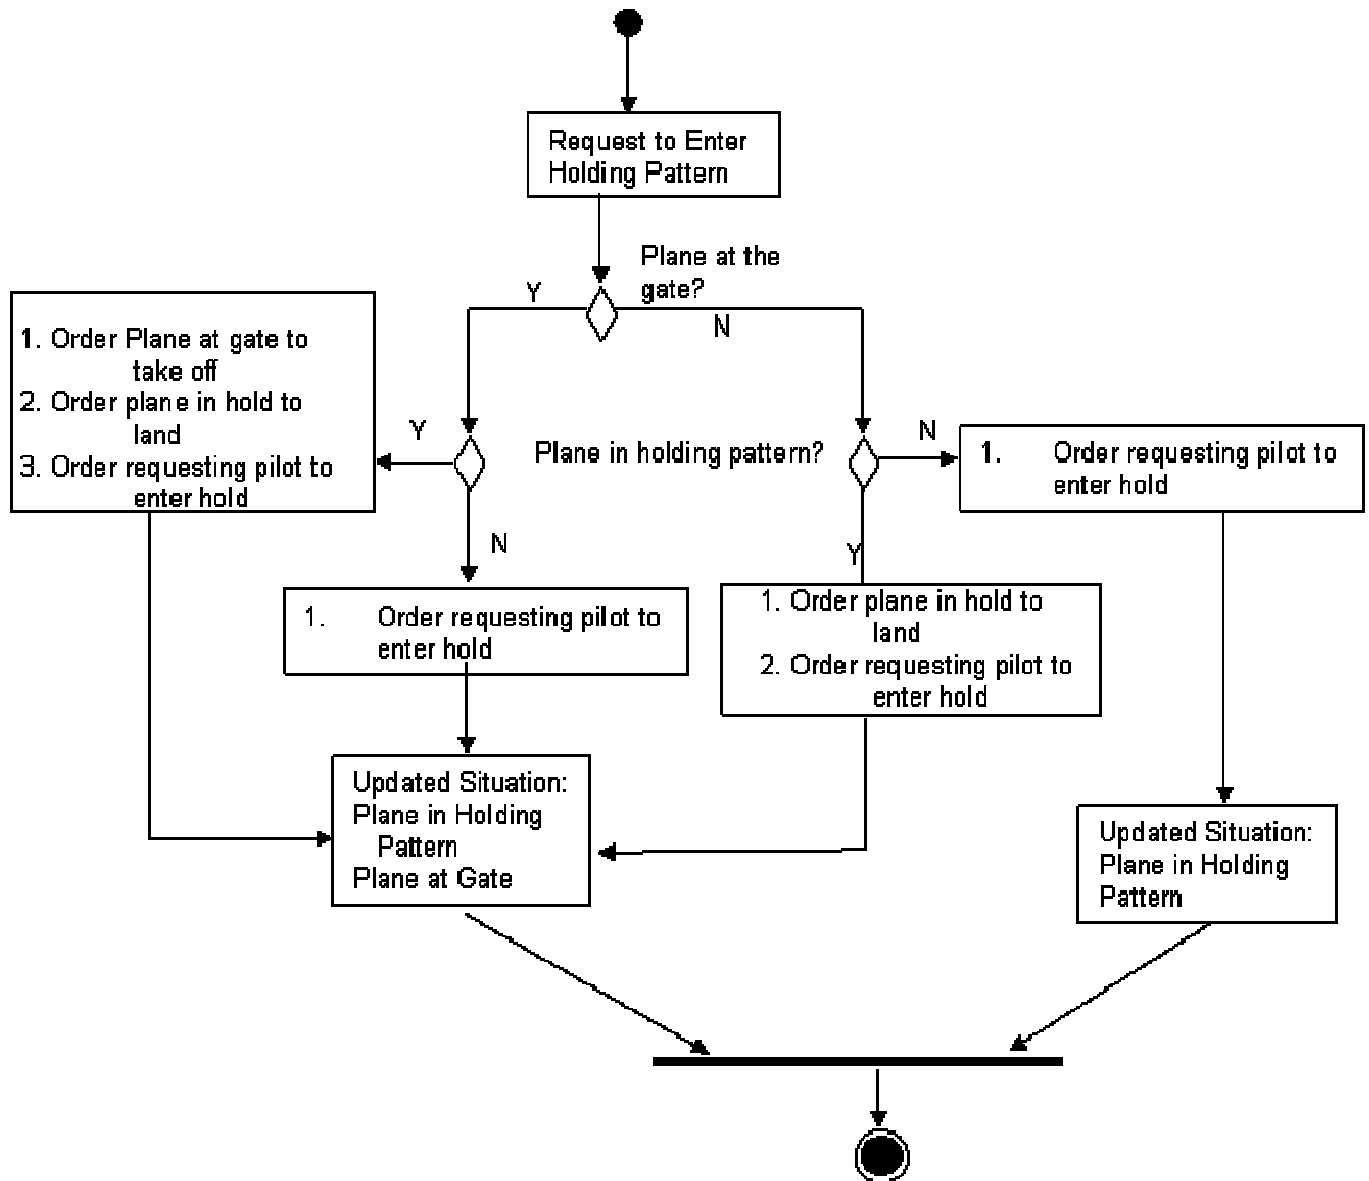 Request to Enter
Holding Pattern
Plane at the
gate?
Y
N
1. Order Plane at gate to
take off
2. Order plane in hold to
land
3. Order requesting pilot to
enter hold
Y
Plane in holding pattern?
N
1. Order requesting pilot to
enter hold
N
Y
1. Order requesting pilot to
enter hold
1. Order plane in hold to
land
2. Order requesting pilot to
enter hold
Updated Situation:
Plane in Holding
Pattern
Plane at Gate
Updated Situation:
Plane in Holding
Pattern